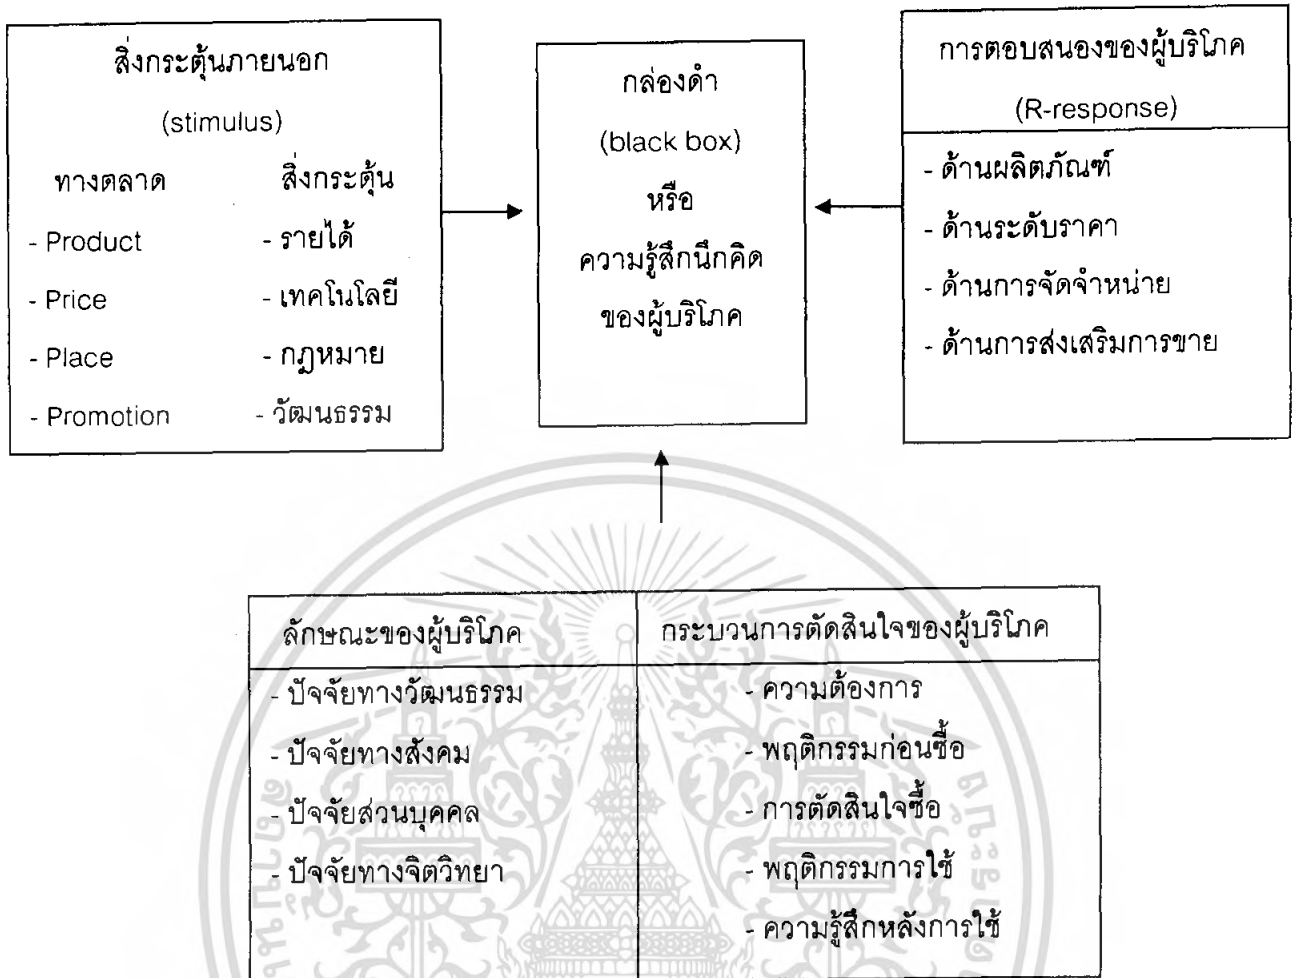 สิ่งกระตุ้นภายนอก
(stimulus)
ทางตลาด สิ่งกระตุ้น
- Product - รายได้
- Price - เทคโนโลยี
- Place - กฎหมาย
- Promotion - วัฒนธรรม
กล่องดำ
(black box)
หรือ
ความรู้สึกนึกคิด
ของผู้บริโภค
การตอบสนองของผู้บริโภค
(R-response)
- ด้านผลิตภัณฑ์
- ด้านระดับราคา
- ด้านการจัดจำหน่าย
- ด้านการส่งเสริมการขาย
ลักษณะของผู้บริโภค
- ปัจจัยทางวัฒนธรรม
- ปัจจัยทางสังคม
- ปัจจัยส่วนบุคคล
- ปัจจัยทางจิตวิทยา
กระบวนการตัดสินใจของผู้บริโภค
- ความต้องการ
- พฤติกรรมก่อนซื้อ
- การตัดสินใจซื้อ
- พฤติกรรมการใช้
- ความรู้สึกหลังการใช้